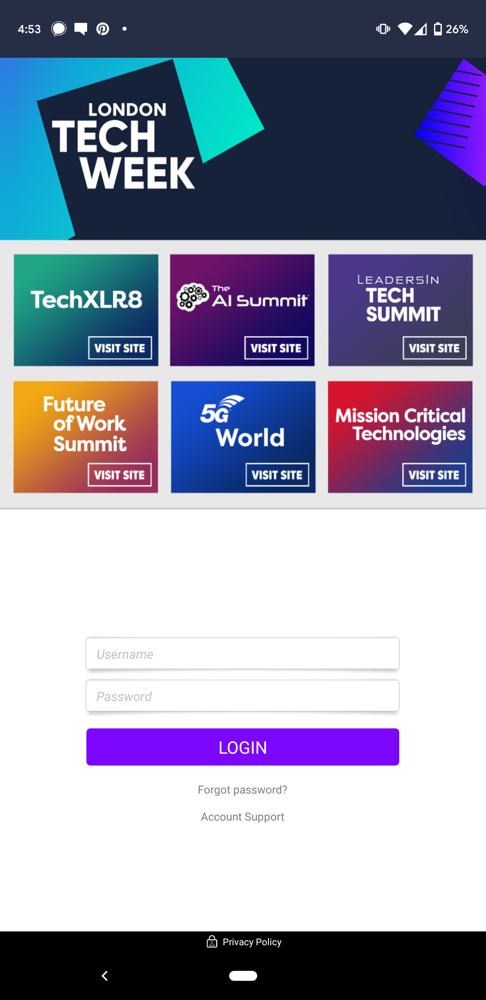 4:53
26%
LONDON
TECH
WEEK
TechXLR8
VISIT SITE
The
AI Summit
VISIT SITE
LEADERSIN
TECH
SUMMIT
VISIT SITE
Future
of Work
Summit
VISIT SITE
5G
World
VISIT SITE
Mission Critical
Technologies
VISIT SITE
Username
Password
LOGIN
Forgot password?
Account Support
Privacy Policy